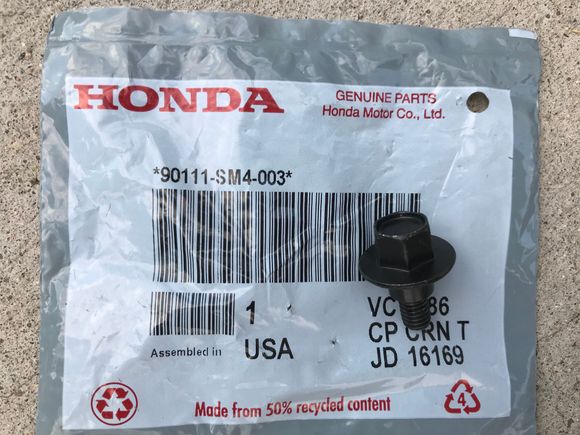 HONDA
GENUINE PARTS
Honda Motor Co., Ltd.
*90111-SM4-003*
1
VC 36
CP CRN T
Assembled in USA
JD 16169
Made from 50% recycled content
4